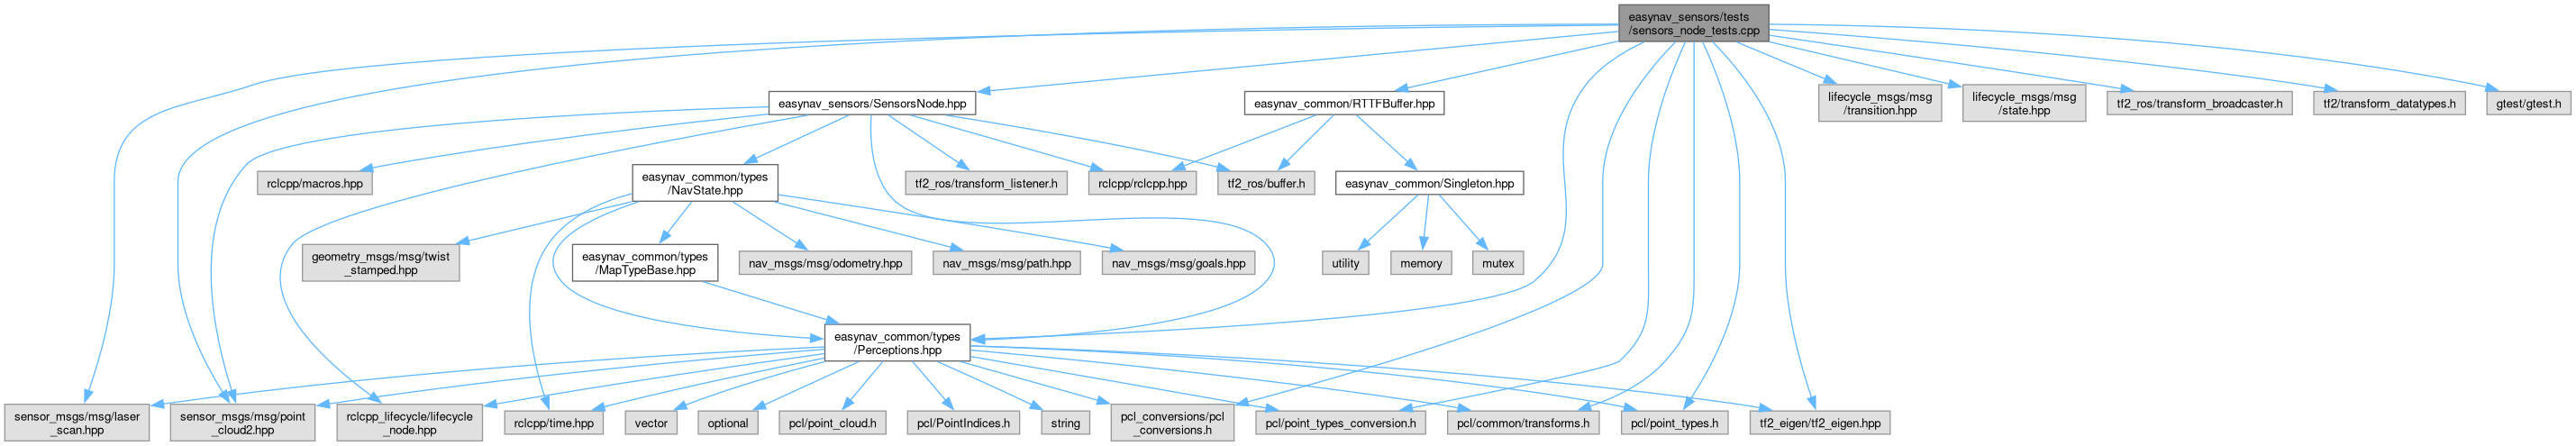 easynav_sensors/tests
/sensors_node_tests.cpp
easynav_sensors/SensorsNode.hpp
easynav_common/RTTFBuffer.hpp
lifecycle_msgs/msg
/transition.hpp
lifecycle_msgs/msg
/state.hpp
tf2_ros/transform_broadcaster.h
tf2/transform_datatypes.h
gtest/gtest.h
rclcpp/macros.hpp
easynav_common/types
/NavState.hpp
tf2_ros/transform_listener.h
rclcpp/rclcpp.hpp
tf2_ros/buffer.h
easynav_common/Singleton.hpp
geometry_msgs/msg/twist
_stamped.hpp
easynav_common/types
/MapTypeBase.hpp
nav_msgs/msg/odometry.hpp
nav_msgs/msg/path.hpp
nav_msgs/msg/goals.hpp
utility
memory
mutex
easynav_common/types
/Perceptions.hpp
sensor_msgs/msg/laser
_scan.hpp
sensor_msgs/msg/point
_cloud2.hpp
rclcpp_lifecycle/lifecycle
_node.hpp
rclcpp/time.hpp
vector
optional
pcl/point_cloud.h
pcl/PointIndices.h
string
pcl_conversions/pcl
_conversions.h
pcl/point_types_conversion.h
pcl/common/transforms.h
pcl/point_types.h
tf2_eigen/tf2_eigen.hpp